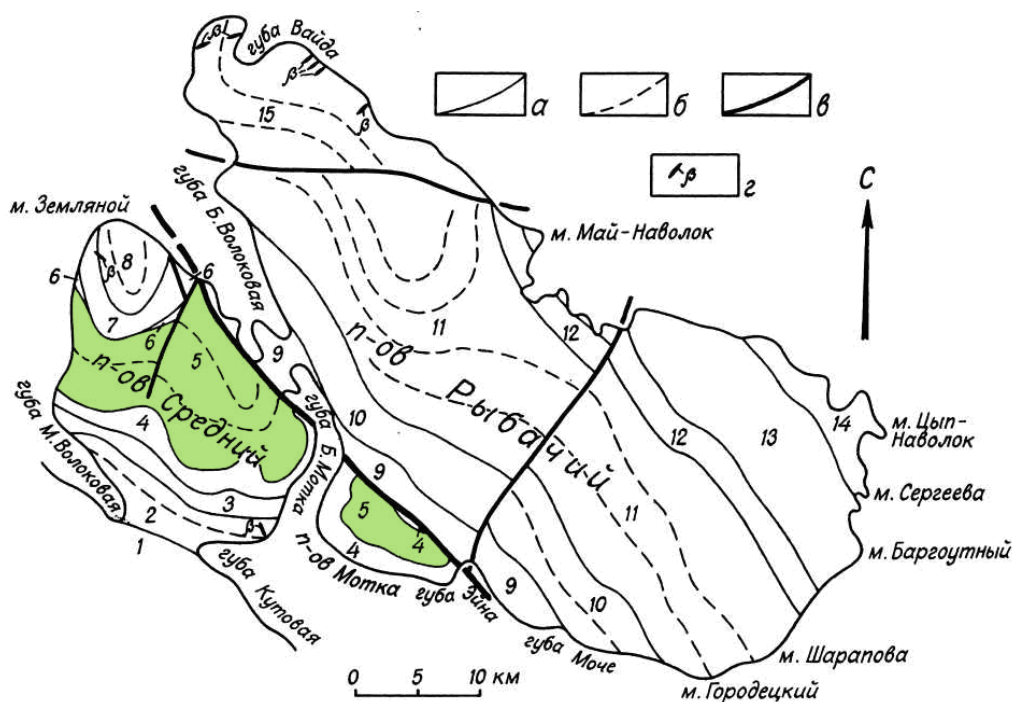 губа Вайда
β
β
β
15
а
б
в
β
г
С
м. Земляной
губа Б. Волоковая
м. Май-Наволок
6
8
β
6
7
6
5
9
11
12
п-ов
Рыбачий
п-ов
Средний
4
губа М. Волоковая
губа Б. Мотка
10
9
12
13
14
м. Цып-
Наволок
м. Сергеева
м. Баргоутный
3
2
1
β
5
4
4
11
п-ов Мотка
губа Эйна
9
10
губа Кутовая
губа Моче
м. Шарапова
м. Городецкий
0 5 10 км